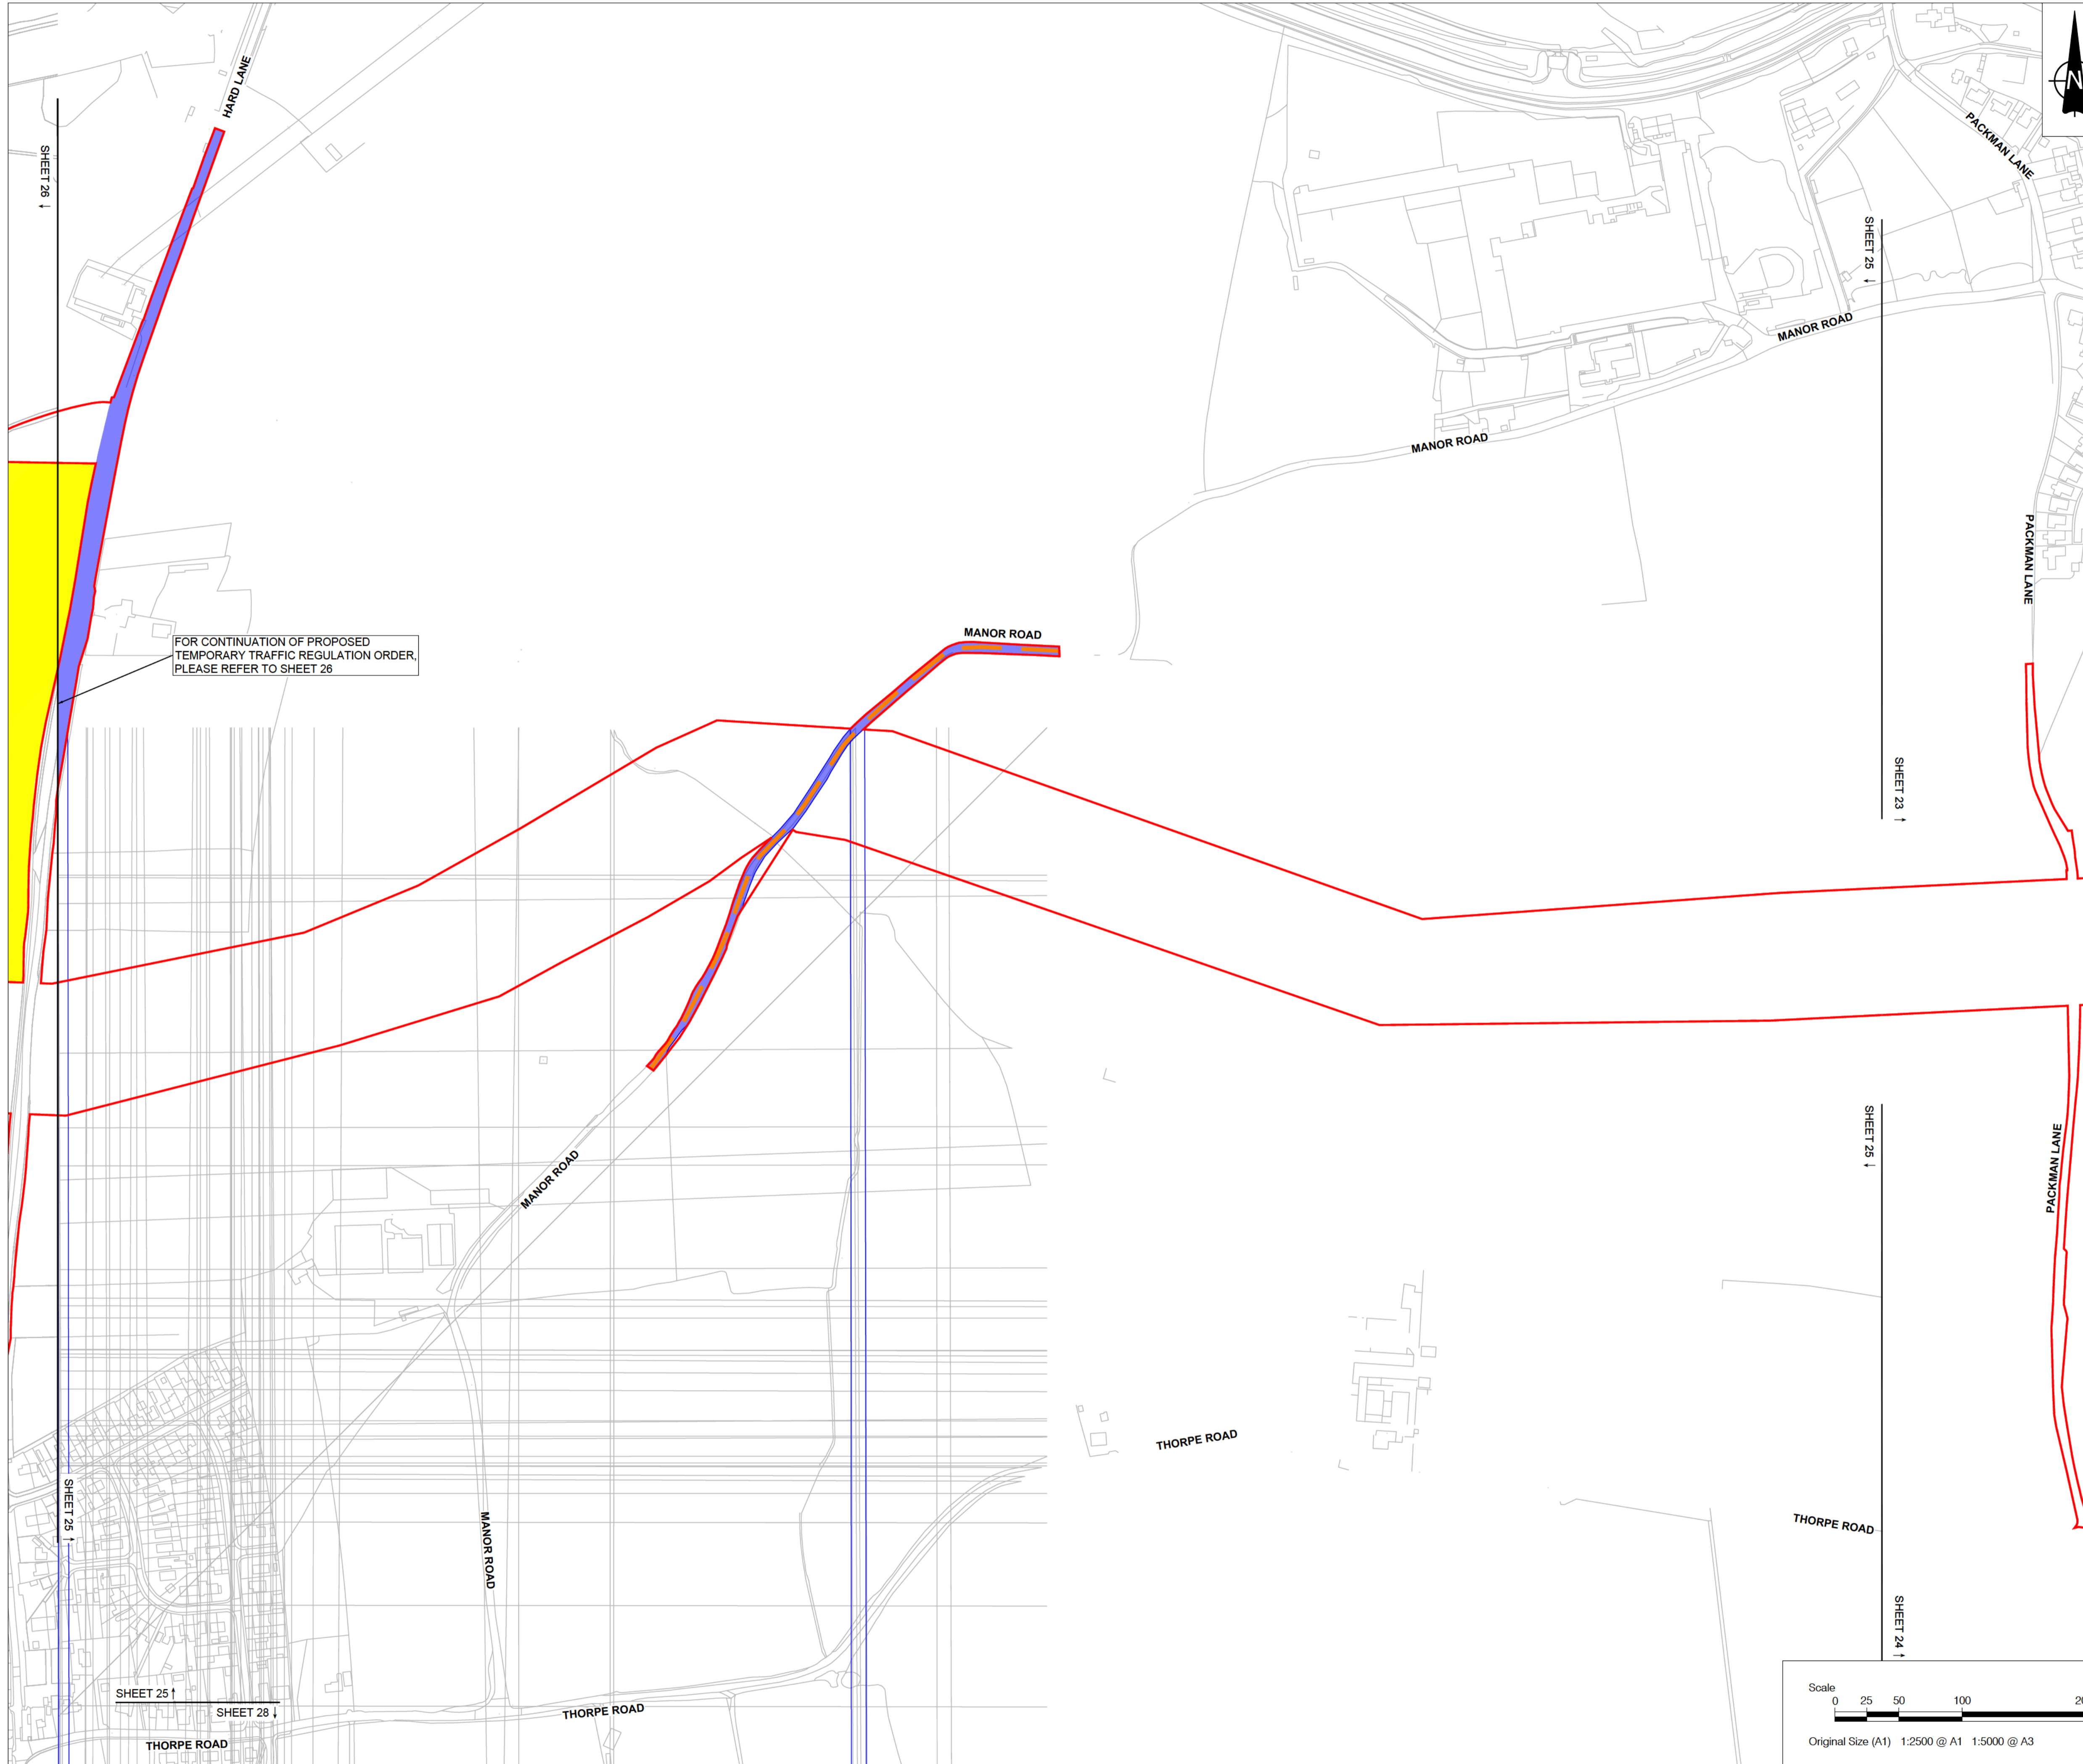 HARD LANE
SHEET 26
N
PACKMAN LANE
SHEET 25
MANOR ROAD
MANOR ROAD
PACKMAN LANE
FOR CONTINUATION OF PROPOSED
TEMPORARY TRAFFIC REGULATION ORDER,
PLEASE REFER TO SHEET 26
MANOR ROAD
SHEET 23
SHEET 25
PACKMAN LANE
MANOR ROAD
THORPE ROAD
SHEET 25
MANOR ROAD
THORPE ROAD
SHEET 24
SHEET 25
SHEET 28
THORPE ROAD
THORPE ROAD
Scale
0 25 50 100
Original Size (A1) 1:2500 @ A1 1:5000 @ A3